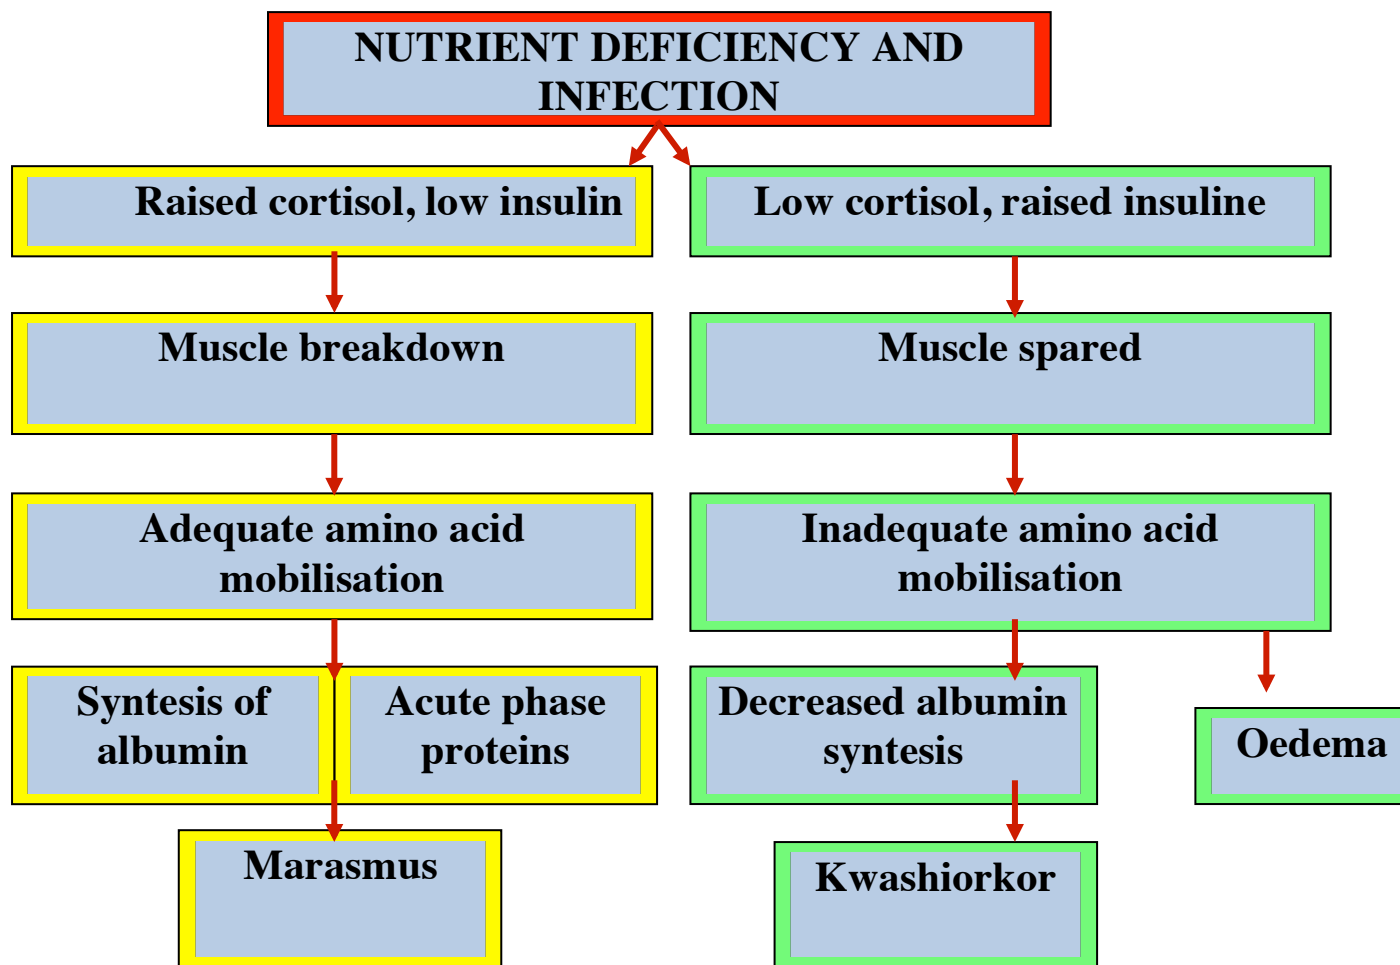 NUTRIENT DEFICIENCY AND
INFECTION
Raised cortisol, low insulin
Low cortisol, raised insuline
Muscle breakdown
Muscle spared
Adequate amino acid
mobilisation
Inadequate amino acid
mobilisation
Syntesis of
albumin
Acute phase
proteins
Decreased albumin
syntesis
Oedema
Marasmus
Kwashiorkor